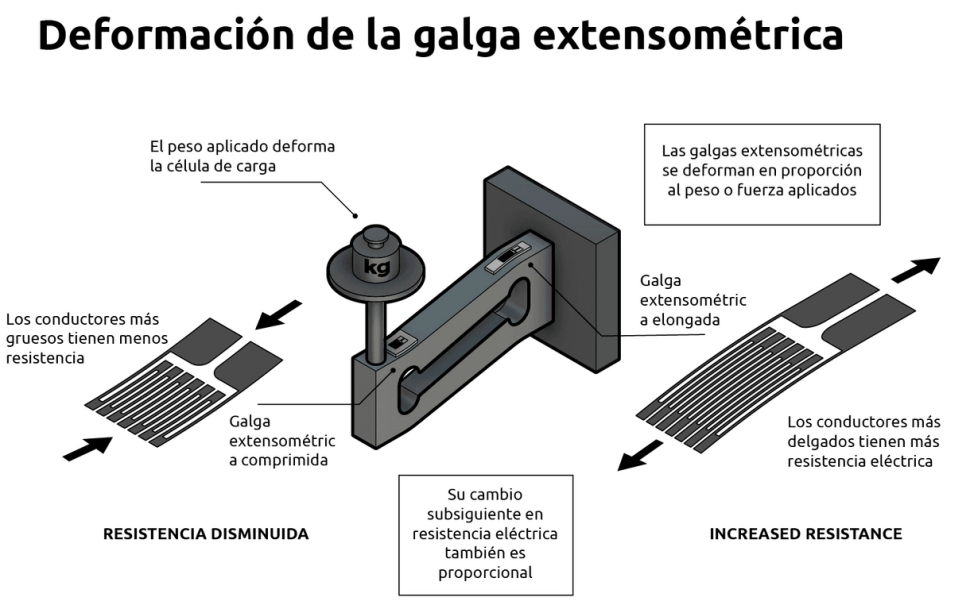 Deformación de la galga extensométrica
El peso aplicado deforma
la célula de carga
Las galgas extensométricas
se deforman en proporción
al peso o fuerza aplicados
kg
Galga
extensométric
a elongada
Los conductores más
gruesos tienen menos
resistencia
Galga
extensométric
a comprimida
Los conductores más
delgados tienen más
resistencia eléctrica
Su cambio
subsiguiente en
resistencia eléctrica
también es
proporcional
RESISTENCIA DISMINUIDA
INCREASED RESISTANCE